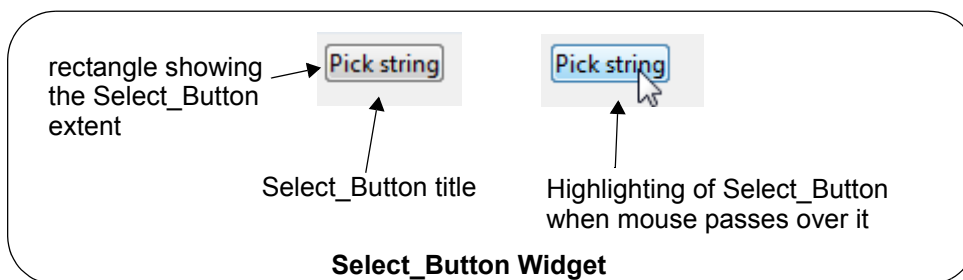 rectangle showing
the Select_Button
extent
Pick string
Pick string
Select_Button title
Highlighting of Select_Button
when mouse passes over it
Select_Button Widget